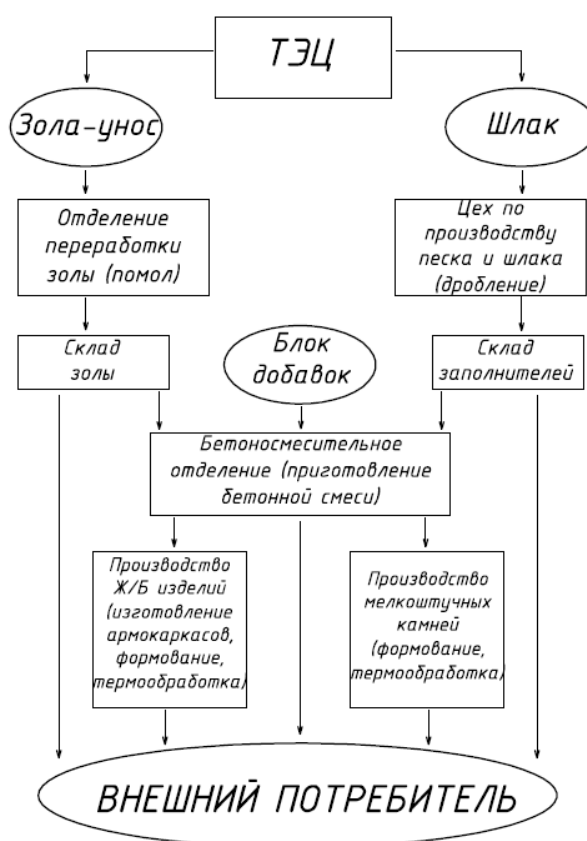 ТЭЦ
Зола-унос
Шлак
Отделение
переработки
золы (помол)
Цех по
производству
песка и шлака
(дробление)
Склад
золы
Блок
добавок
Склад
заполнителей
Бетоносмесительное
отделение (приготовление
бетонной смеси)
Производство
Ж/Б изделий
(изготовление
армокаркасов,
формование,
термообработка)
Производство
мелкоштучных
камней
(формование,
термообработка)
ВНЕШНИЙ ПОТРЕБИТЕЛЬ